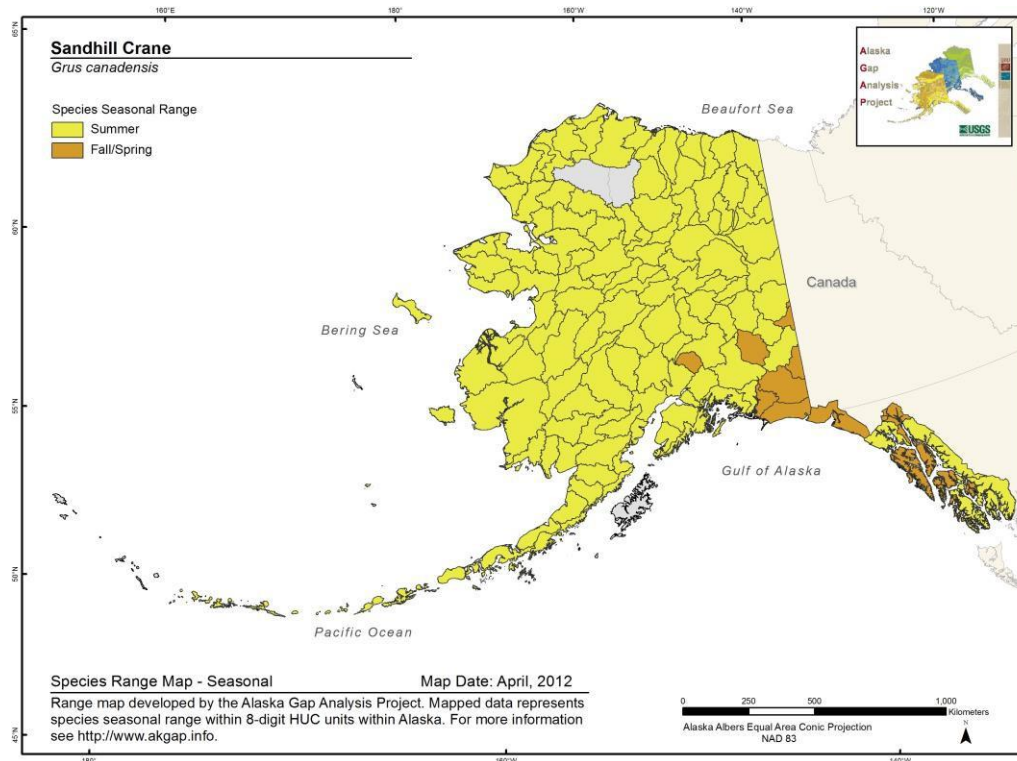 160°E
180°
160°W
140°W
120°W
65°N
60°N
55°N
50°N
45°N
Sandhill Crane
Grus canadensis
Species Seasonal Range
Summer
Fall/Spring
Alaska
Gap
Analysis
Project
USGS
Beaufort Sea
Canada
Bering Sea
Gulf of Alaska
Pacific Ocean
Species Range Map - Seasonal Map Date: April, 2012
Range map developed by the Alaska Gap Analysis Project. Mapped data represents
species seasonal range within 8-digit HUC units within Alaska. For more information
see http://www.akgap.info.
0 250 500 1,000
Kilometers
Alaska Albers Equal Area Conic Projection
NAD 83
N
180°
160°W
140°W